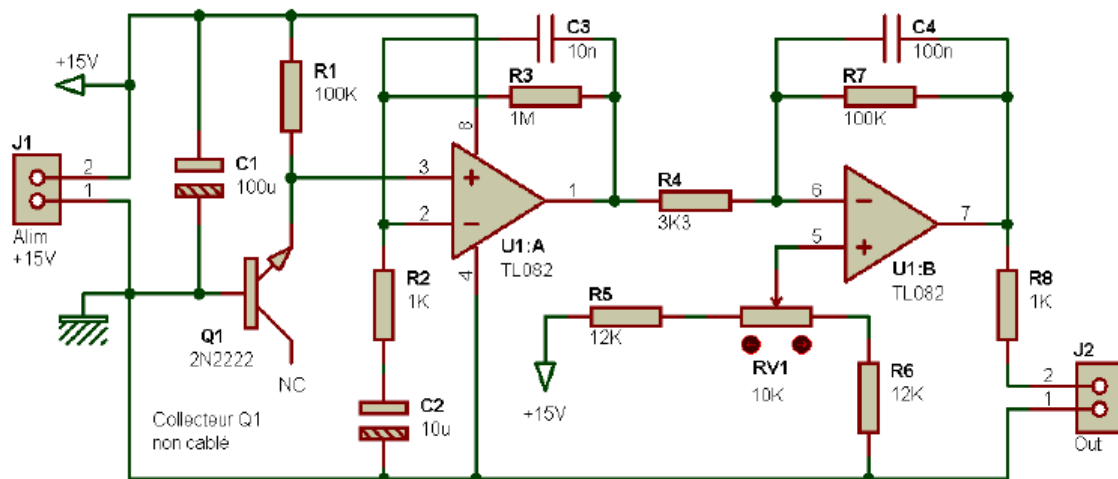 +15V
J1
2
1
Alim
+15V
C1
100u
R1
100K
Q1
2N2222
NC
Collecteur Q1
non cablé
C3
10n
R3
1M
8
3
2
1
4
U1:A
TL082
R2
1K
C2
10u
R4
3K3
C4
100n
R7
100K
6
5
7
U1:B
TL082
R5
12K
+15V
RV1
10K
R6
12K
R8
1K
J2
2
1
Out